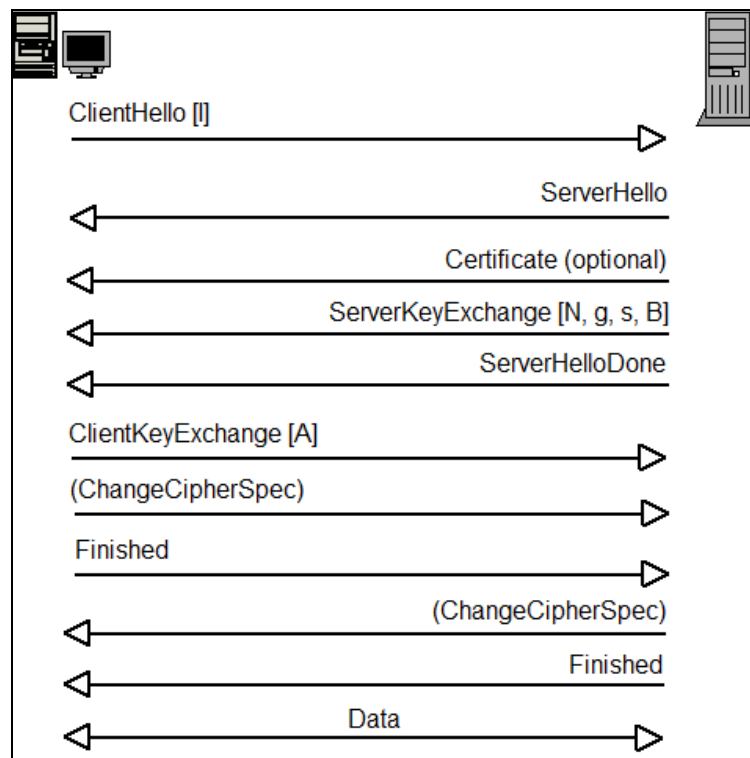 ClientHello [I]
ServerHello
Certificate (optional)
ServerKeyExchange [N, g, s, B]
ServerHelloDone
ClientKeyExchange [A]
(ChangeCipherSpec)
Finished
(ChangeCipherSpec)
Finished
Data